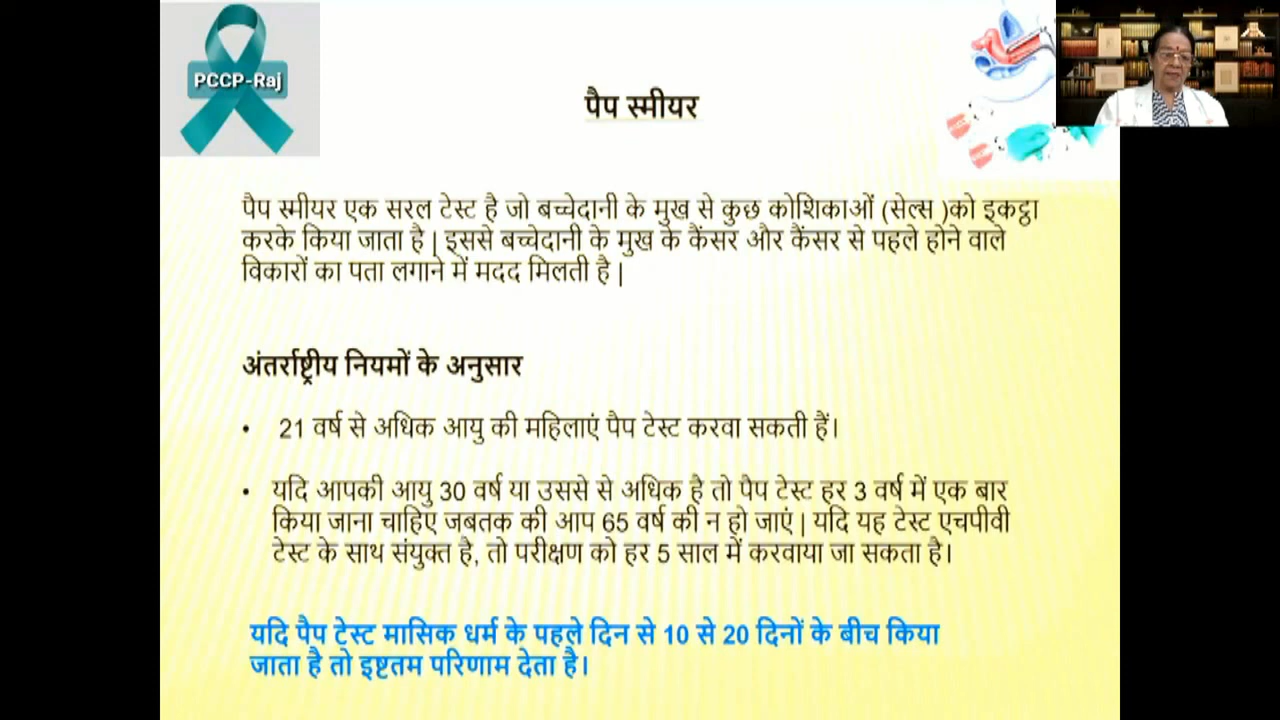 PCCP-Raj
पैप स्मीयर
पैप स्मीयर एक सरल टेस्ट है जो बच्चेदानी के मुख से कुछ कोशिकाओं (सेल्स )को इकट्ठा
करके किया जाता है | इससे बच्चेदानी के मुख के कैंसर और कैंसर से पहले होने वाले
विकारों का पता लगाने में मदद मिलती है |
अंतर्राष्ट्रीय नियमों के अनुसार
• 21 वर्ष से अधिक आयु की महिलाएं पैप टेस्ट करवा सकती हैं।
• यदि आपकी आयु 30 वर्ष या उससे से अधिक है तो पैप टेस्ट हर 3 वर्ष में एक बार
किया जाना चाहिए जबतक की आप 65 वर्ष की न हो जाएं | यदि यह टेस्ट एचपीवी
टेस्ट के साथ संयुक्त है, तो परीक्षण को हर 5 साल में करवाया जा सकता है।
यदि पैप टेस्ट मासिक धर्म के पहले दिन से 10 से 20 दिनों के बीच किया
जाता है तो इष्टतम परिणाम देता है।